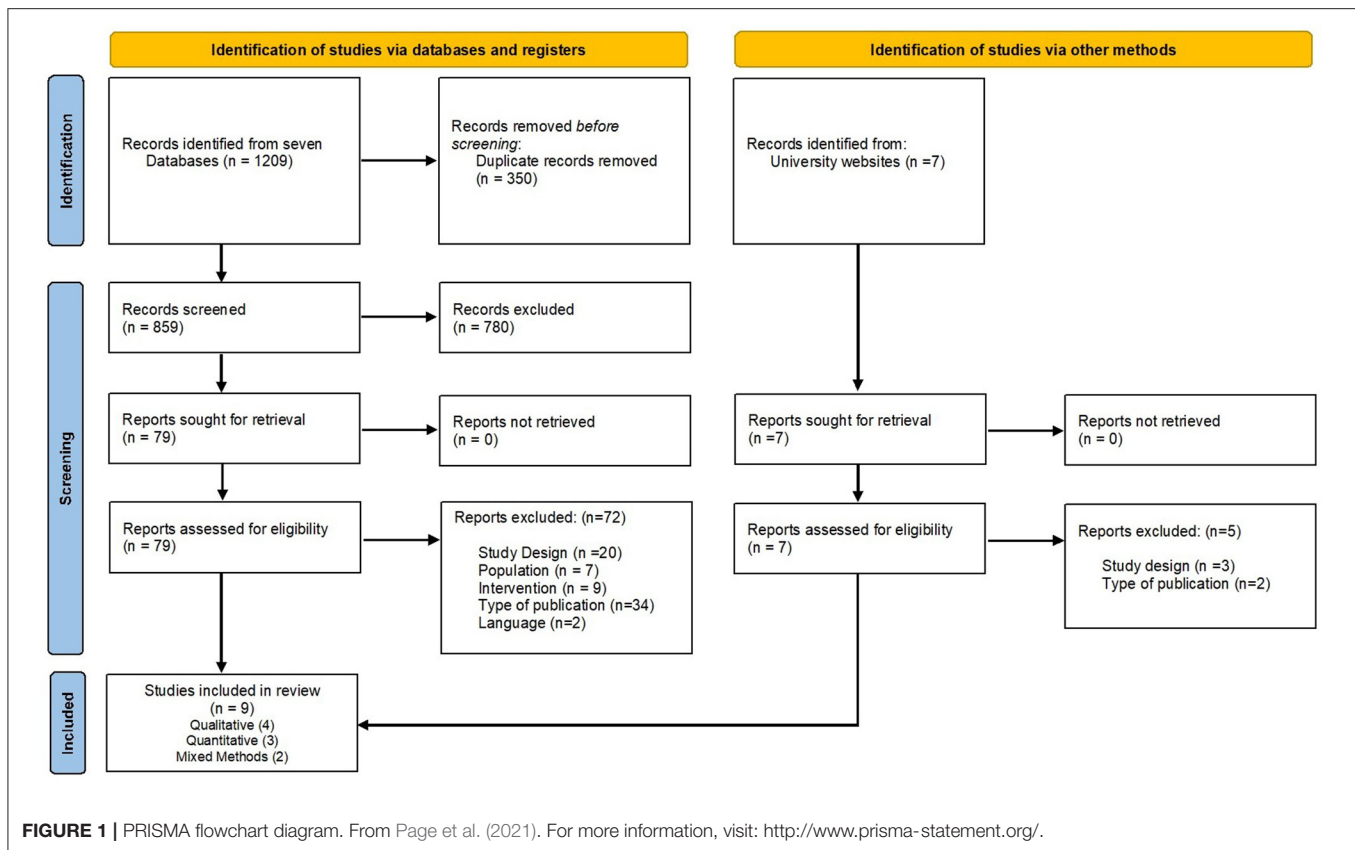 Identification of studies via databases and registers
Identification of studies via other methods
Identification
Records identified from seven
Databases (n = 1209)
Records removed before
screening:
Duplicate records removed
(n = 350)
Records identified from:
University websites (n =7)
Screening
Records screened
(n = 859)
Records excluded
(n = 780)
Reports sought for retrieval
(n = 79)
Reports not retrieved
(n = 0)
Reports sought for retrieval
(n =7)
Reports not retrieved
(n = 0)
Reports assessed for eligibility
(n = 79)
Reports excluded: (n=72)
Study Design (n =20)
Population (n = 7)
Intervention (n = 9)
Type of publication (n=34)
Language (n=2)
Reports assessed for eligibility
(n = 7)
Reports excluded: (n=5)
Study design (n =3)
Type of publication (n=2)
Included
Studies included in review
(n = 9)
Qualitative (4)
Quantitative (3)
Mixed Methods (2)
FIGURE 1 | PRISMA flowchart diagram. From Page et al. (2021). For more information, visit: http://www.prisma-statement.org/.